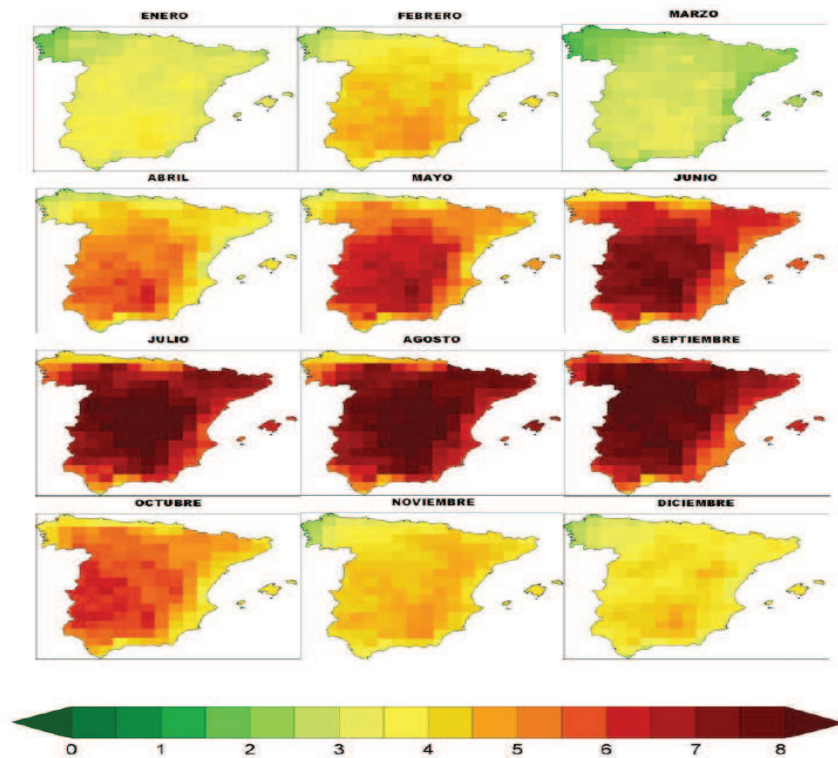 ENERO FEBRERO MARZO
ABRIL MAYO JUNIO
JULIO AGOSTO SEPTIEMBRE
OCTUBRE NOVIEMBRE DICIEMBRE
0 1 2 3 4 5 6 7 8